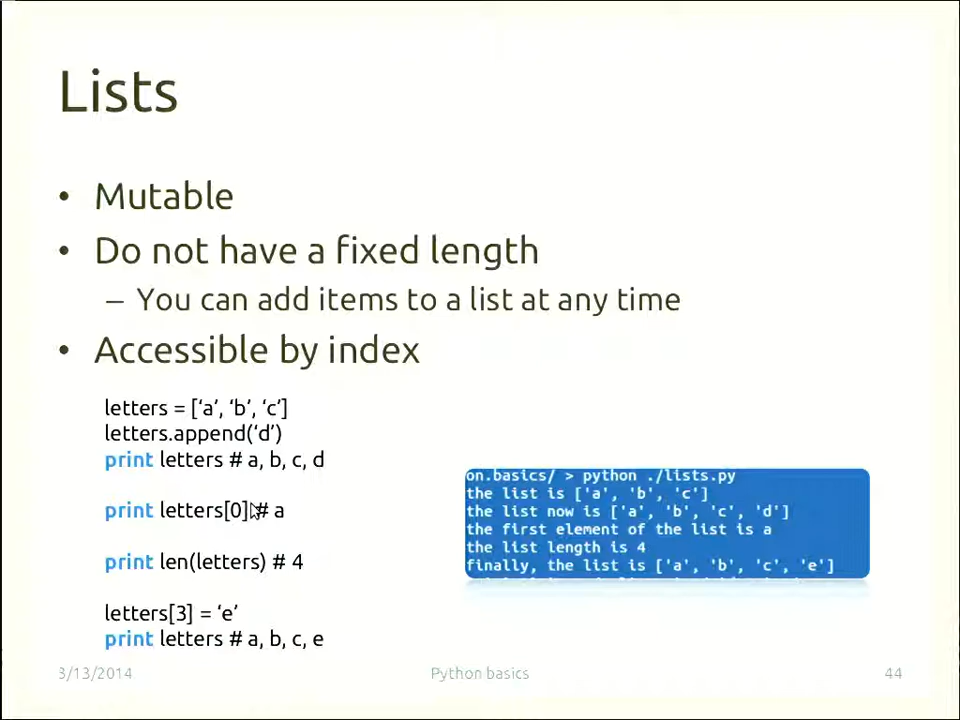 Lists
• Mutable
• Do not have a fixed length
– You can add items to a list at any time
• Accessible by index
letters = [‘a’, ‘b’, ‘c’]
letters.append(‘d’)
print letters # a, b, c, d
print letters[0] # a
print len(letters) # 4
letters[3] = ‘e’
print letters # a, b, c, e
on.basics/ > python ./lists.py
the list is ['a', 'b', 'c']
the list now is ['a', 'b', 'c', 'd']
the first element of the list is a
the list length is 4
finally, the list is ['a', 'b', 'c', 'e']
3/13/2014
Python basics
44